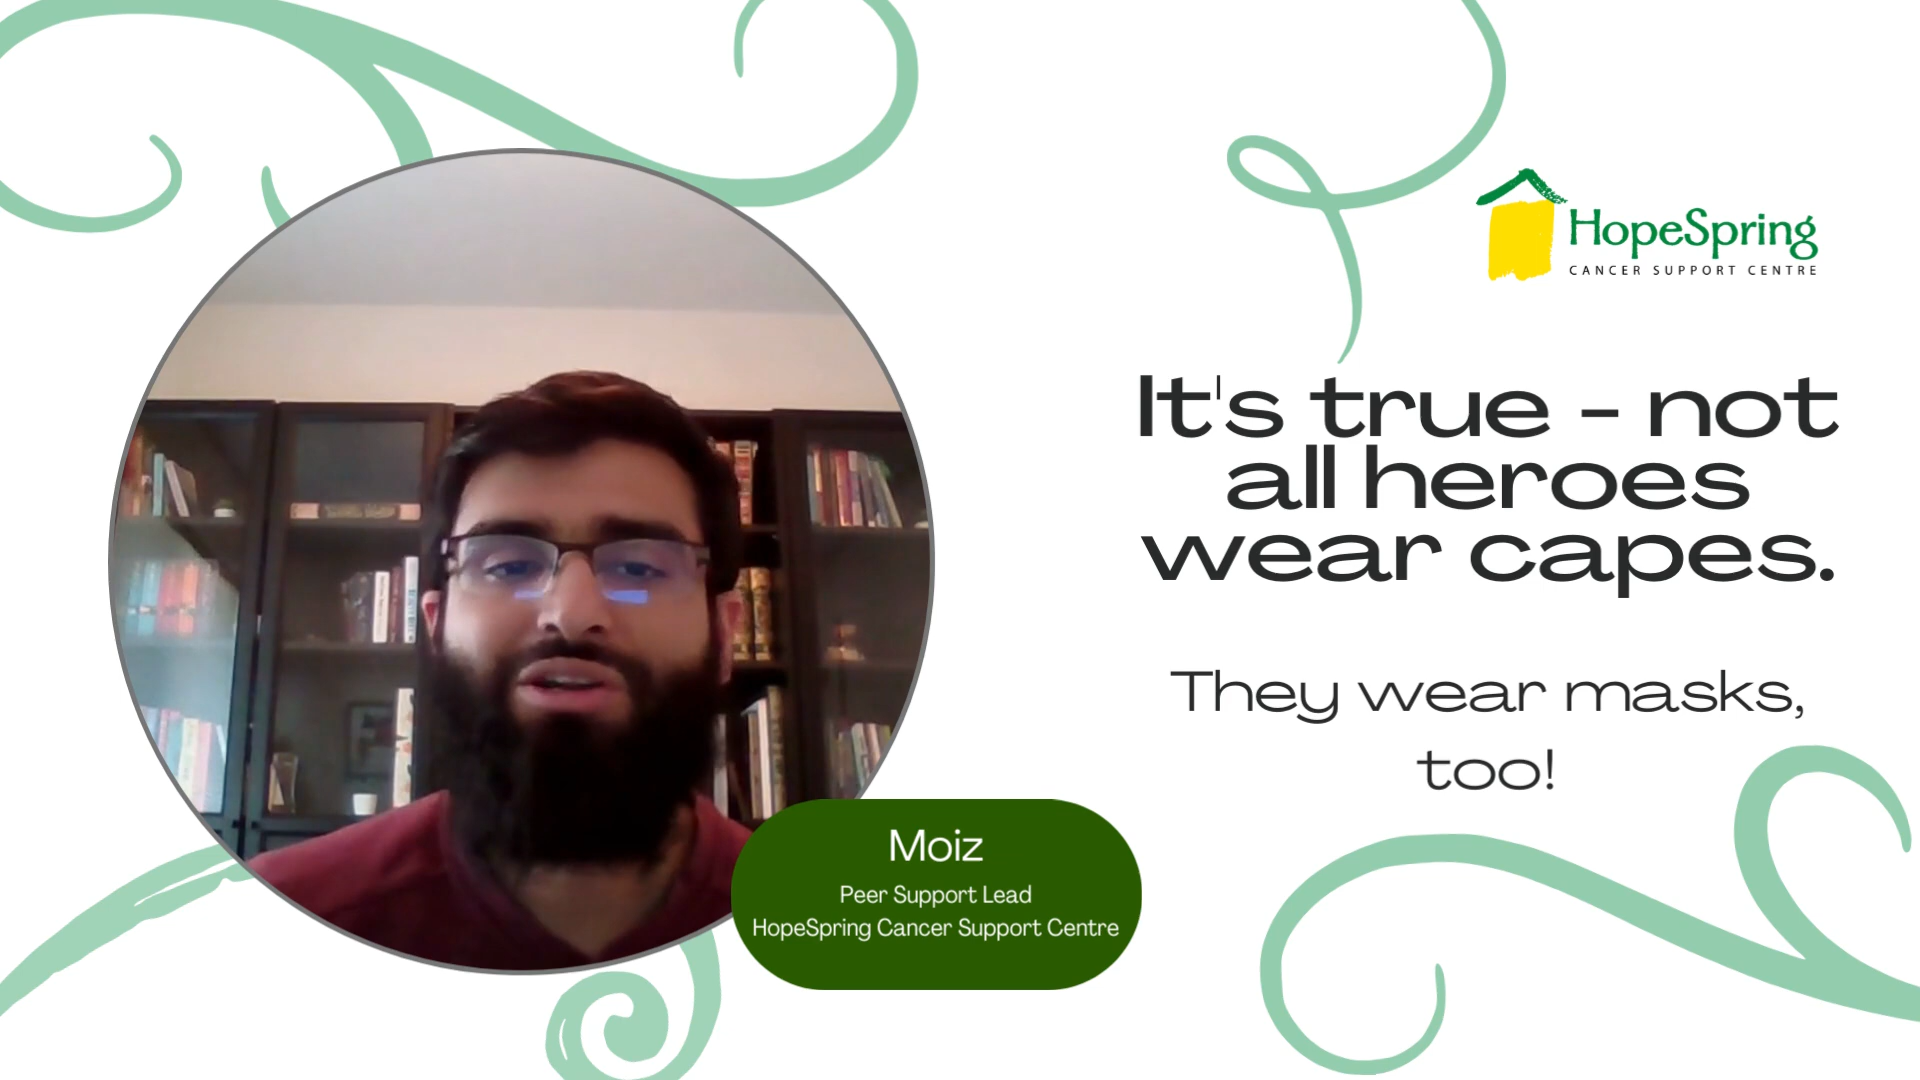 HopeSpring
CANCER SUPPORT CENTRE
It's true - not
all heroes
wear capes.
They wear masks,
too!
Moiz
Peer Support Lead
HopeSpring Cancer Support Centre